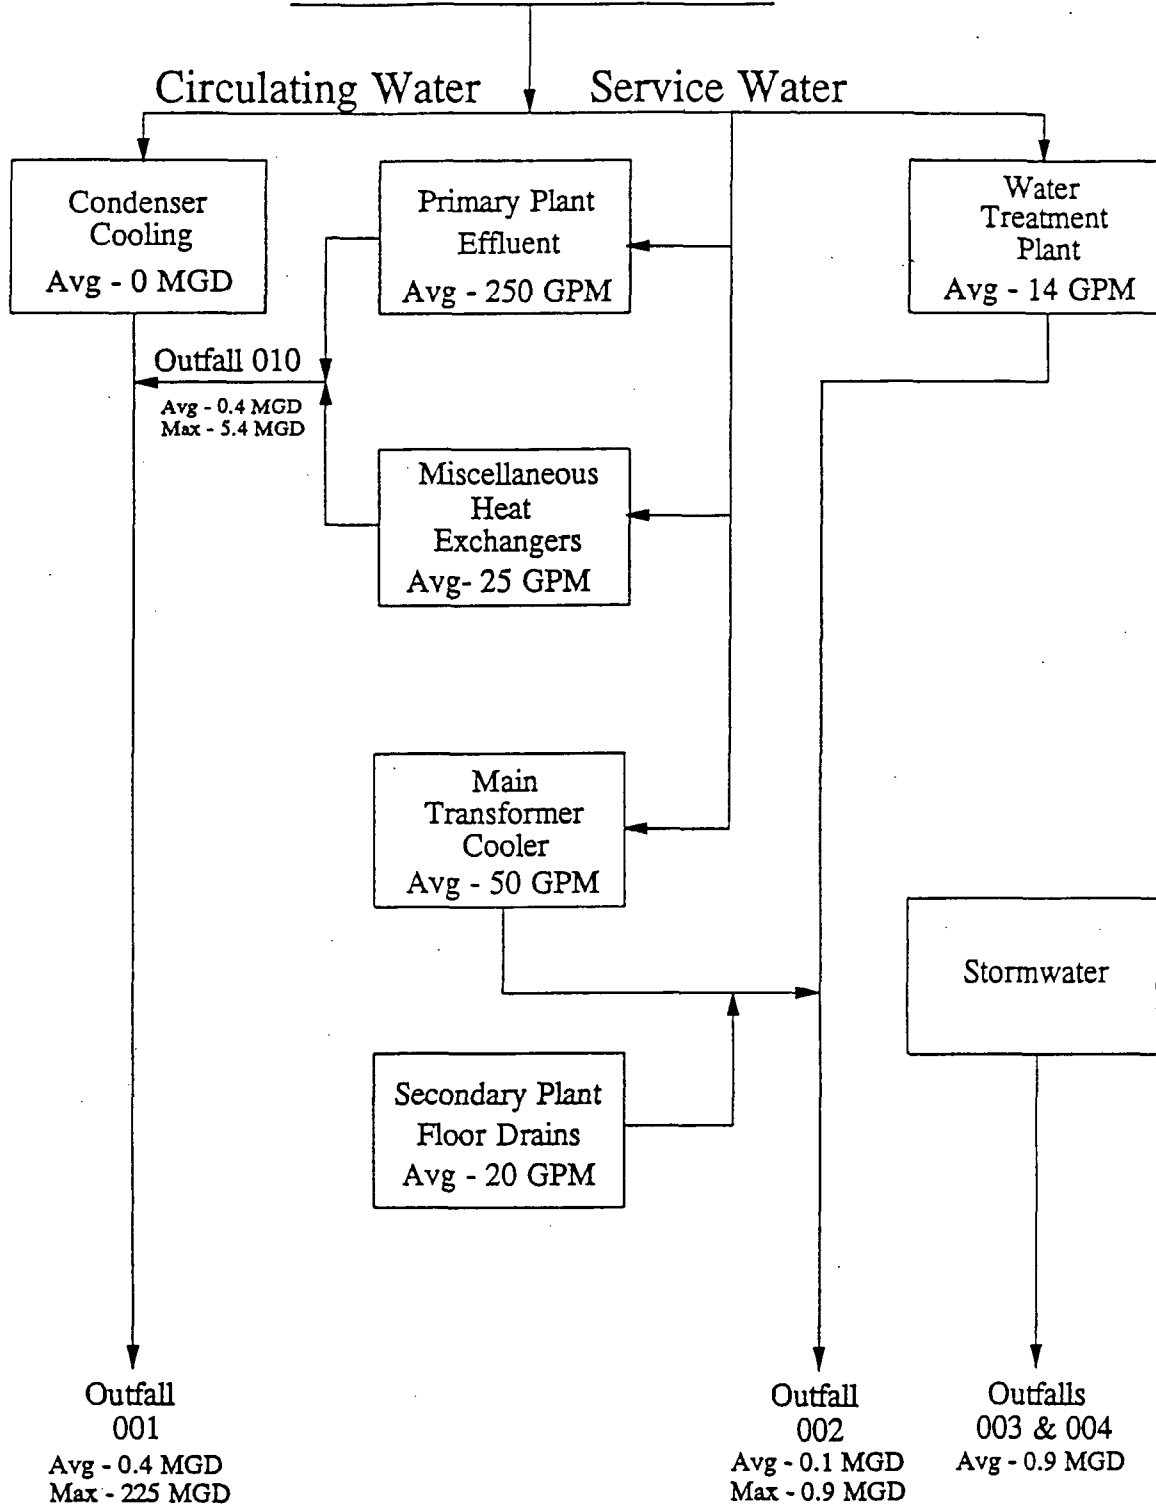 Circulating Water
Service Water
Condenser
Cooling
Avg - 0 MGD
Primary Plant
Effluent
Avg - 250 GPM
Water
Treatment
Plant
Avg - 14 GPM
Outfall 010
Avg - 0.4 MGD
Max - 5.4 MGD
Miscellaneous
Heat
Exchangers
Avg- 25 GPM
Main
Transformer
Cooler
Avg - 50 GPM
Stormwater
Secondary Plant
Floor Drains
Avg - 20 GPM
Outfall
001
Avg - 0.4 MGD
Max - 225 MGD
Outfall
002
Avg - 0.1 MGD
Max - 0.9 MGD
Outfalls
003 & 004
Avg - 0.9 MGD